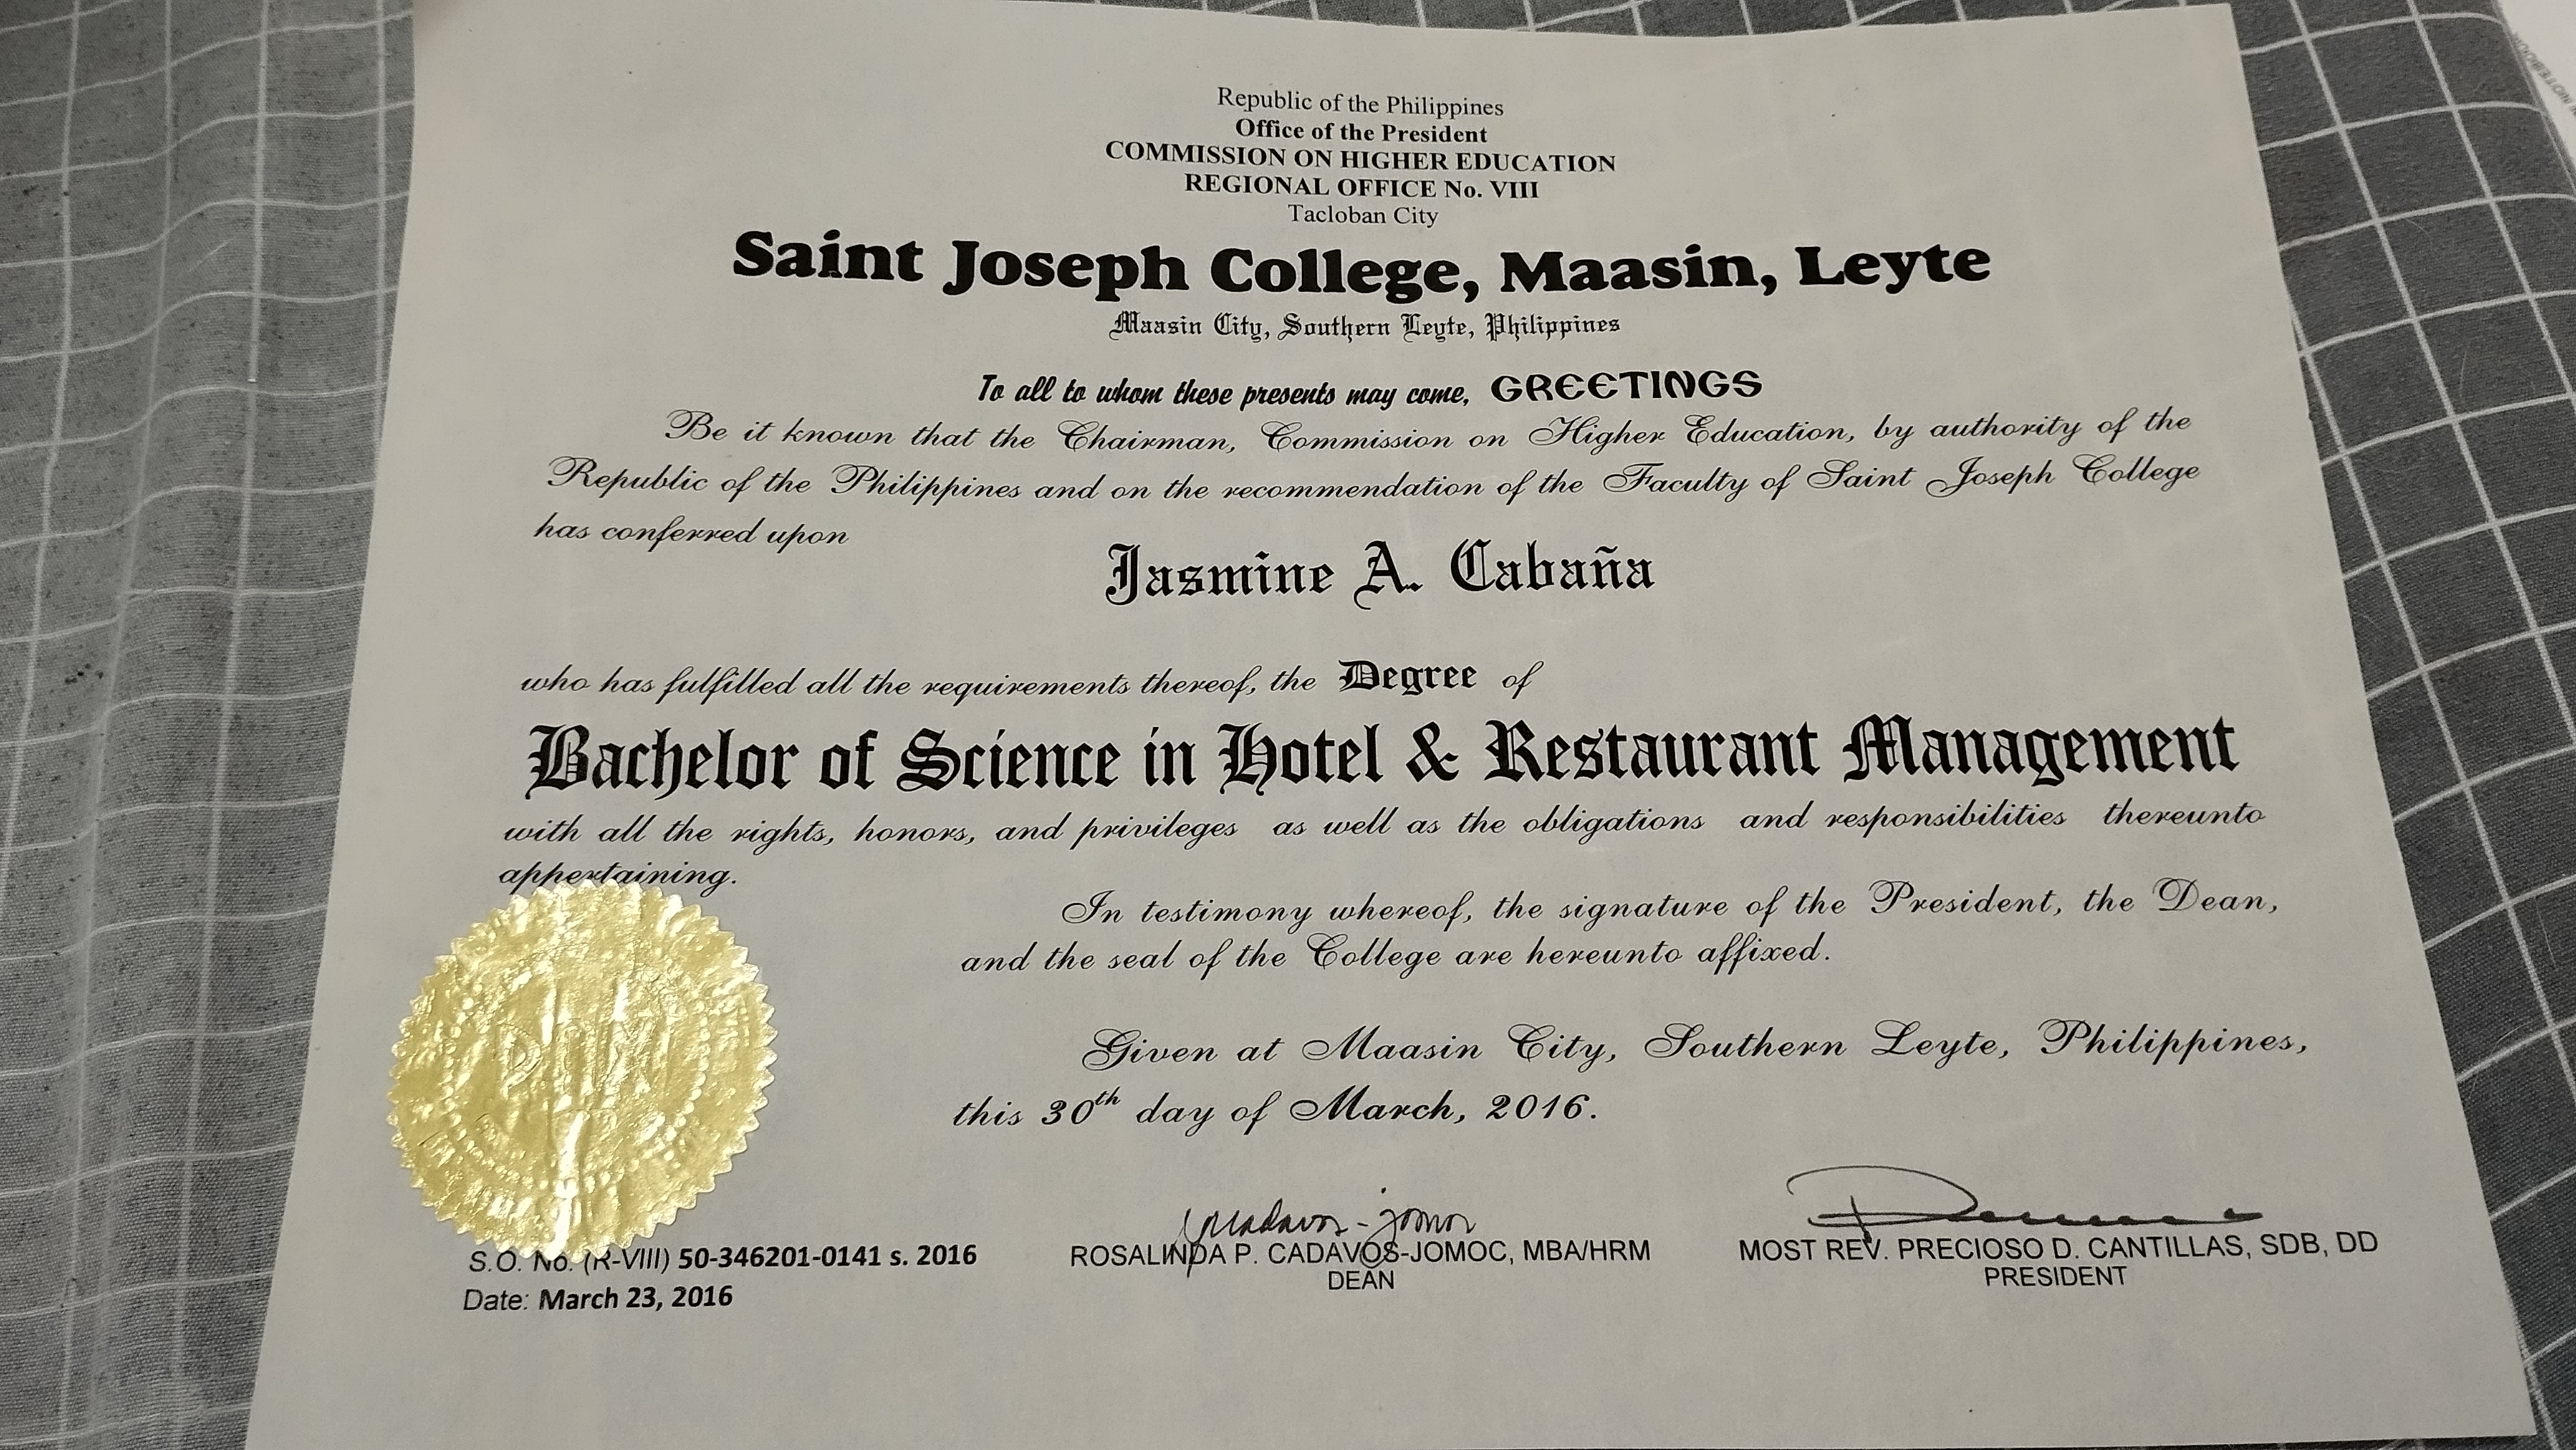 Republic of the Philippines
Office of the President
COMMISSION ON HIGHER EDUCATION
REGIONAL OFFICE No. VIII
Tacloban City
Saint Joseph College, Maasin, Leyte
Maasin City, Southern Leyte, Philippines
To all to whom these presents may come, GREETINGS
Be it known that the Chairman, Commission on Higher Education, by authority of the
Republic of the Philippines and on the recommendation of the Faculty of Saint Joseph College
has conferred upon
Jasmine A. Cabaña
who has fulfilled all the requirements thereof, the Degree of
Bachelor of Science in Hotel & Restaurant Management
with all the rights, honors, and privileges as well as the obligations and responsibilities thereunto
appertaining.
In testimony whereof, the signature of the President, the Dean,
and the seal of the College are hereunto affixed.
Given at Maasin City, Southern Leyte, Philippines,
this 30th day of March, 2016.
S.O. No. (R-VIII) 50-346201-0141 s. 2016
Date: March 23, 2016
ROSALINDA P. CADAVOS-JOMOC, MBA/HRM
DEAN
MOST REV. PRECIOSO D. CANTILLAS, SDB, DD
PRESIDENT